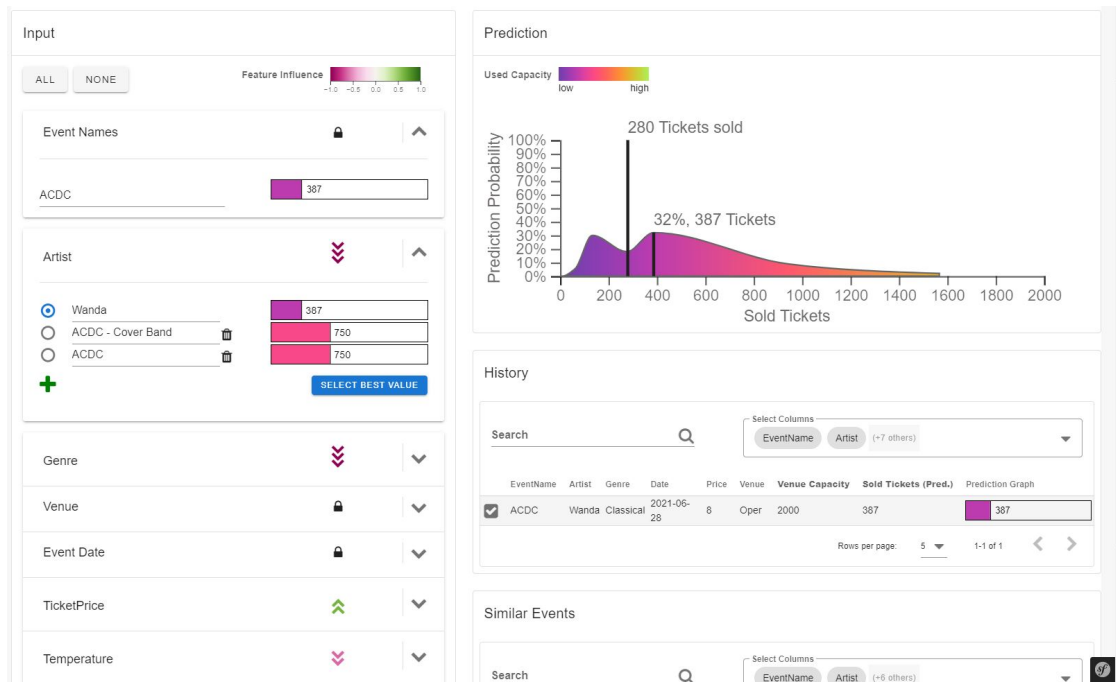 Input
ALL NONE
Feature Influence
-1.0 -0.5 0.0 0.5 1.0
Event Names
ACDC 387
Artist
Wanda 387
ACDC - Cover Band 750
ACDC 750
SELECT BEST VALUE
Genre
Venue
Event Date
TicketPrice
Temperature
Prediction
Used Capacity
low high
280 Tickets sold
Prediction Probability
100%
90%
80%
70%
60%
50%
40%
30%
20%
10%
0%
32%, 387 Tickets
0 200 400 600 800 1000 1200 1400 1600 1800 2000
Sold Tickets
History
Search
Select Columns
EventName Artist (+7 others)
EventName Artist Genre Date Price Venue Venue Capacity Sold Tickets (Pred.) Prediction Graph
ACDC Wanda Classical 2021-06-28 8 Oper 2000 387 387
Rows per page: 5 1-1 of 1
Similar Events
Search
Select Columns
EventName Artist (+6 others)
sf